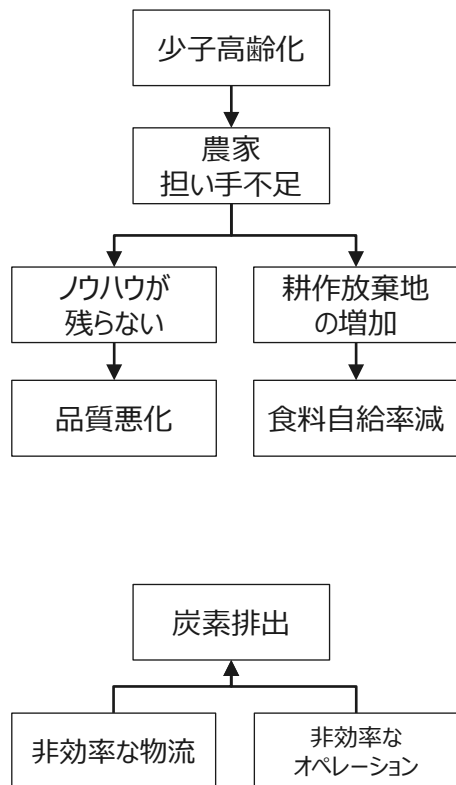 少子高齢化
農家
担い手不足
ノウハウが
残らない
耕作放棄地
の増加
品質悪化
食料自給率減
炭素排出
非効率な物流
非効率な
オペレーション